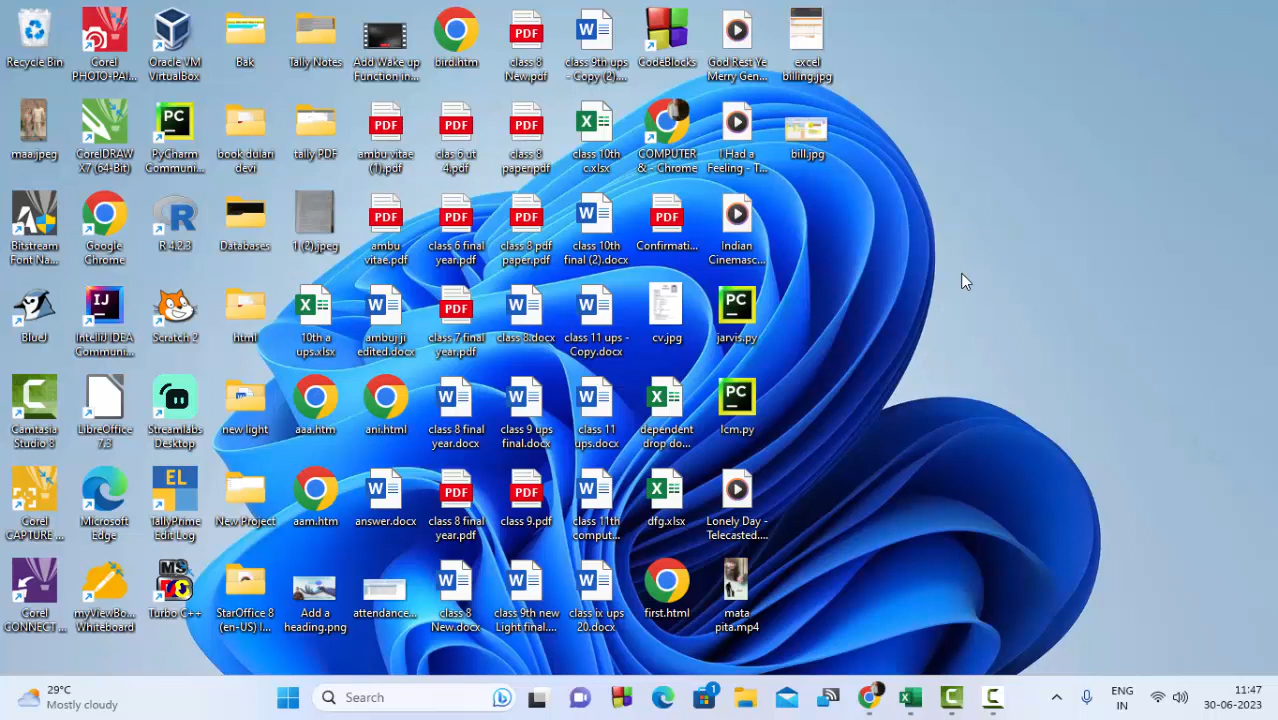 Recycle Bin
Corel
PHOTO-PAI...
Oracle VM
VirtualBox
Bak
Tally Notes
Add Wake up
Function in...
bird.htm
class 8
New.pdf
class 9th ups
- Copy (2)....
CodeBlocks
God Rest Ye
Merry Gen...
excel
billing.jpg
maa.jpeg
CorelDRAW
X7 (64-Bit)
PyCharm
Communi...
book dulari
devi
tally PDF
ambu vitae
(1).pdf
clas 6 ut
4.pdf
class 8
paper.pdf
class 10th
c.xlsx
COMPUTER
& - Chrome
I Had a
Feeling - T...
bill.jpg
Bitstream
Font Na...
Google
Chrome
R 4.2.3
Databases
1 (2).jpeg
ambu
vitae.pdf
class 6 final
year.pdf
class 8 pdf
paper.pdf
class 10th
final (2).docx
Confirmati...
Indian
Cinemasc...
BlueJ
IntelliJ IDEA
Communi...
Scratch 2
html
10th a
ups.xlsx
ambuj ji
edited.docx
class 7 final
year.pdf
class 8.docx
class 11 ups -
Copy.docx
cv.jpg
jarvis.py
Camtasia
Studio 8
LibreOffice
7.3
Streamlabs
Desktop
new light
aaa.htm
ani.html
class 8 final
year.docx
class 9 ups
final.docx
class 11
ups.docx
dependent
drop do...
lcm.py
Corel
CAPTURE ...
Microsoft
Edge
TallyPrime
Edit Log
New Project
aam.htm
answer.docx
class 8 final
year.pdf
class 9.pdf
class 11th
comput...
dfg.xlsx
Lonely Day -
Telecasted....
Corel
CONNECT ...
myViewBo...
Whiteboard
Turbo C++
StarOffice 8
(en-US) I...
Add a
heading.png
attendance...
class 8
New.docx
class 9th new
Light final....
class ix ups
20.docx
first.html
mata
pita.mp4
29°C
Mostly cloudy
Search
1
ENG
IN
1:47
30-06-2023